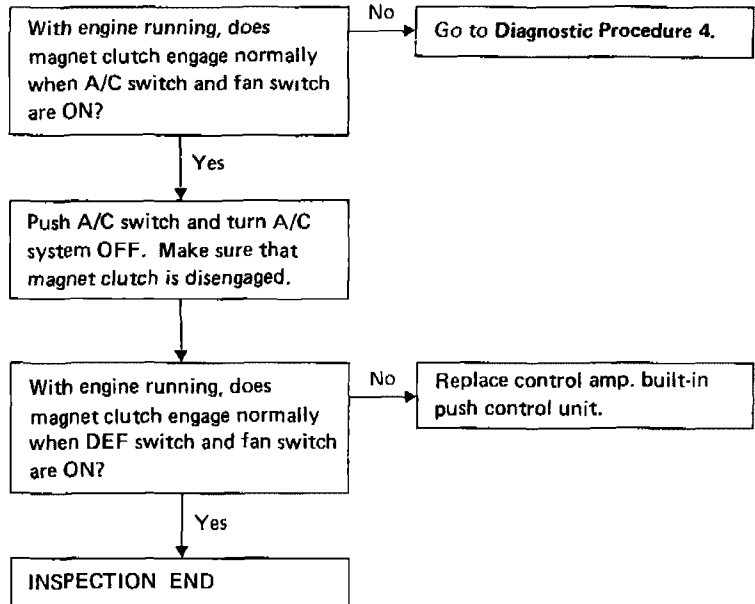 With engine running, does
magnet clutch engage normally
when A/C switch and fan switch
are ON?
No
Go to Diagnostic Procedure 4.
Yes
Push A/C switch and turn A/C
system OFF. Make sure that
magnet clutch is disengaged.
With engine running, does
magnet clutch engage normally
when DEF switch and fan switch
are ON?
No
Replace control amp. built-in
push control unit.
Yes
INSPECTION END